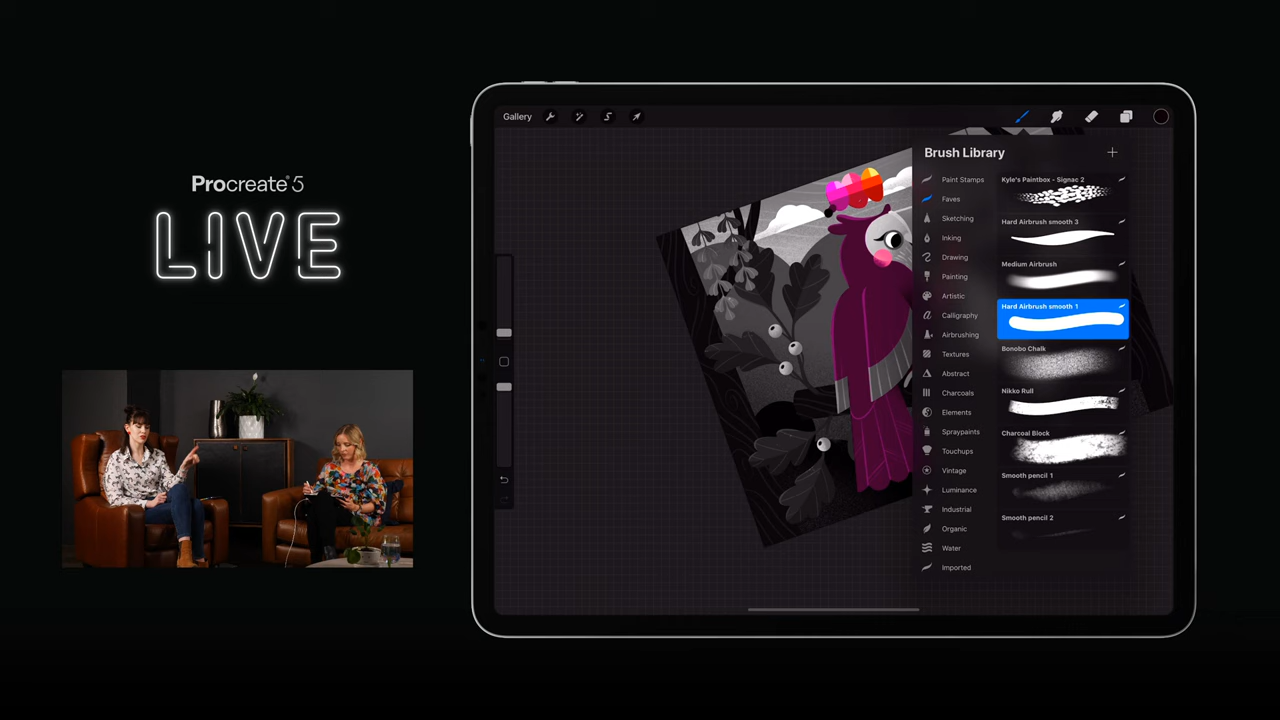 Procreate® 5
LIVE
Gallery
Brush Library
Paint Stamps
Faves
Sketching
Inking
Drawing
Painting
Artistic
Calligraphy
Airbrushing
Textures
Abstract
Charcoals
Elements
Spraypaints
Touchups
Vintage
Luminance
Industrial
Organic
Water
Imported
Kyle's Paintbox - Signac 2
Hard Airbrush smooth 3
Medium Airbrush
Hard Airbrush smooth 1
Bonobo Chalk
Nikko Rull
Charcoal Block
Smooth pencil 1
Smooth pencil 2